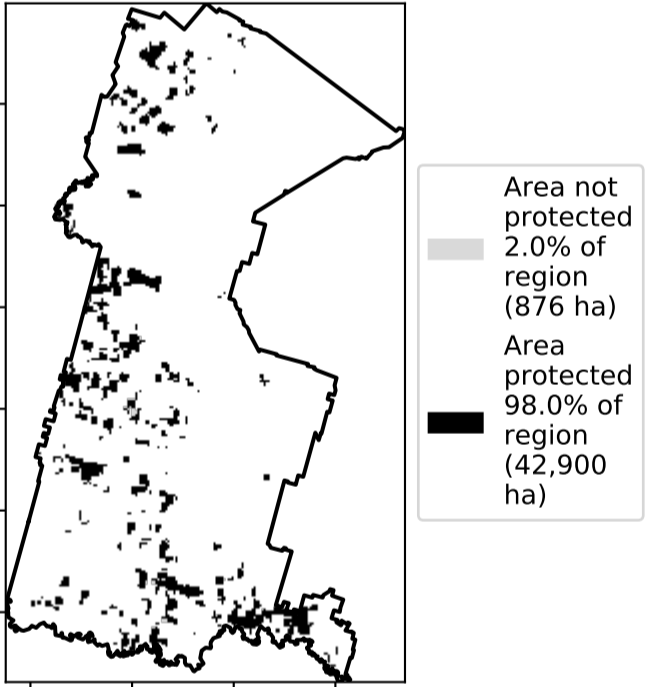 Area not
protected
2.0% of
region
(876 ha)
Area
protected
98.0% of
region
(42,900
ha)